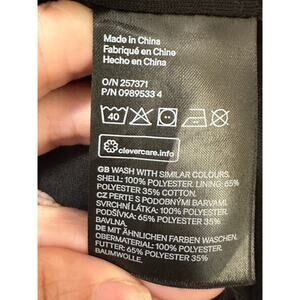 Made in China
Fabriqué en Chine
Hecho en China
O/N 257371
P/N 0989533 4
40
clevercare.info
GB WASH WITH SIMILAR COLOURS.
SHELL: 100% POLYESTER. LINING: 65%
POLYESTER 35% COTTON.
CZ PERTE S PODOBNÝMI BARVAMI.
SVRCHNÍ LÁTKA: 100% POLYESTER.
PODŠÍVKA: 65% POLYESTER 35%
BAVLNA.
DE MIT ÄHNLICHEN FARBEN WASCHEN.
OBERMATERIAL: 100% POLYESTER.
FUTTER: 65% POLYESTER 35%
BAUMWOLLE.